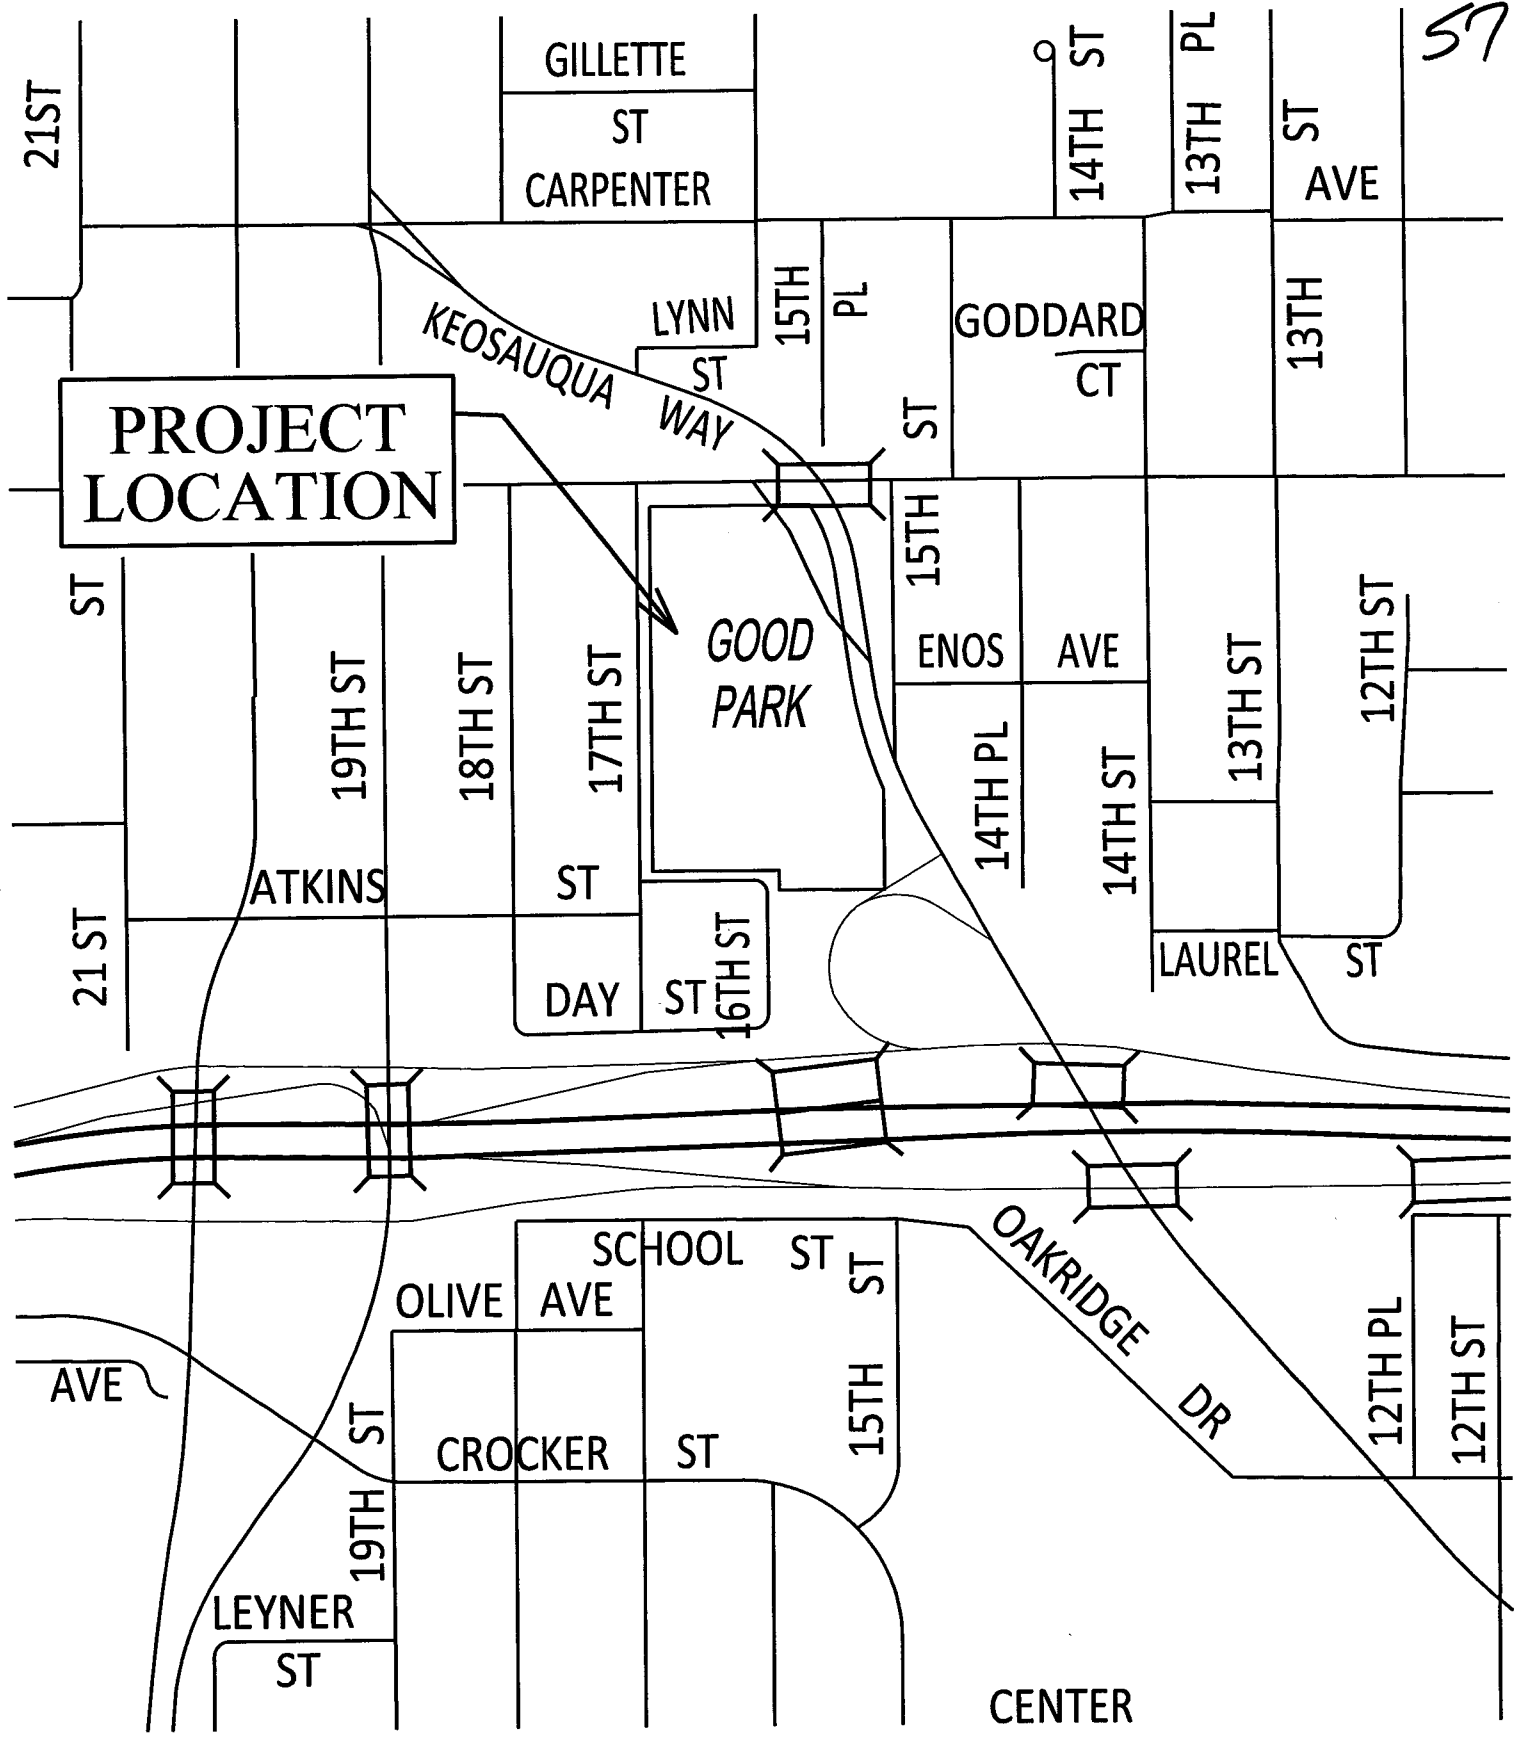 57
GILLETTE
ST
21ST
14TH ST
13TH PL
ST
CARPENTER
AVE
15TH
PL
LYNN
ST
GODDARD
CT
13TH
KEOSAUQUA
WAY
ST
PROJECT
LOCATION
15TH
ST
GOOD
PARK
ENOS AVE
19TH ST
18TH ST
17TH ST
13TH ST
12TH ST
14TH PL
14TH ST
ATKINS ST
21 ST
16TH ST
LAUREL ST
DAY ST
SCHOOL ST
OLIVE AVE
ST
15TH
OAKRIDGE
DR
12TH PL
12TH ST
AVE
ST
CROCKER ST
19TH
LEYNER
ST
CENTER